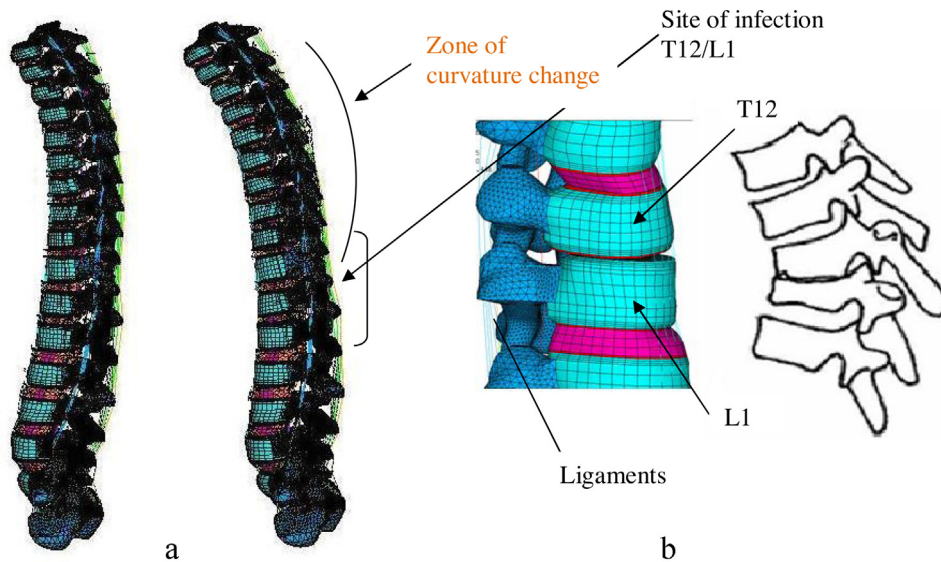 Zone of
curvature change
Site of infection
T12/L1
T12
L1
Ligaments
a
b